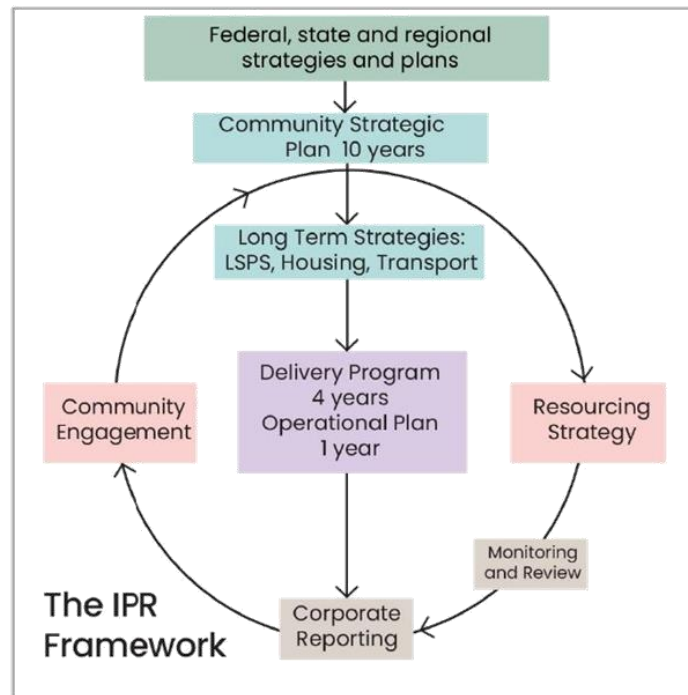 Federal, state and regional
strategies and plans
Community Strategic
Plan 10 years
Long Term Strategies:
LSPS, Housing, Transport
Delivery Program
4 years
Operational Plan
1 year
Community
Engagement
Resourcing
Strategy
Monitoring
and Review
Corporate
Reporting
The IPR
Framework